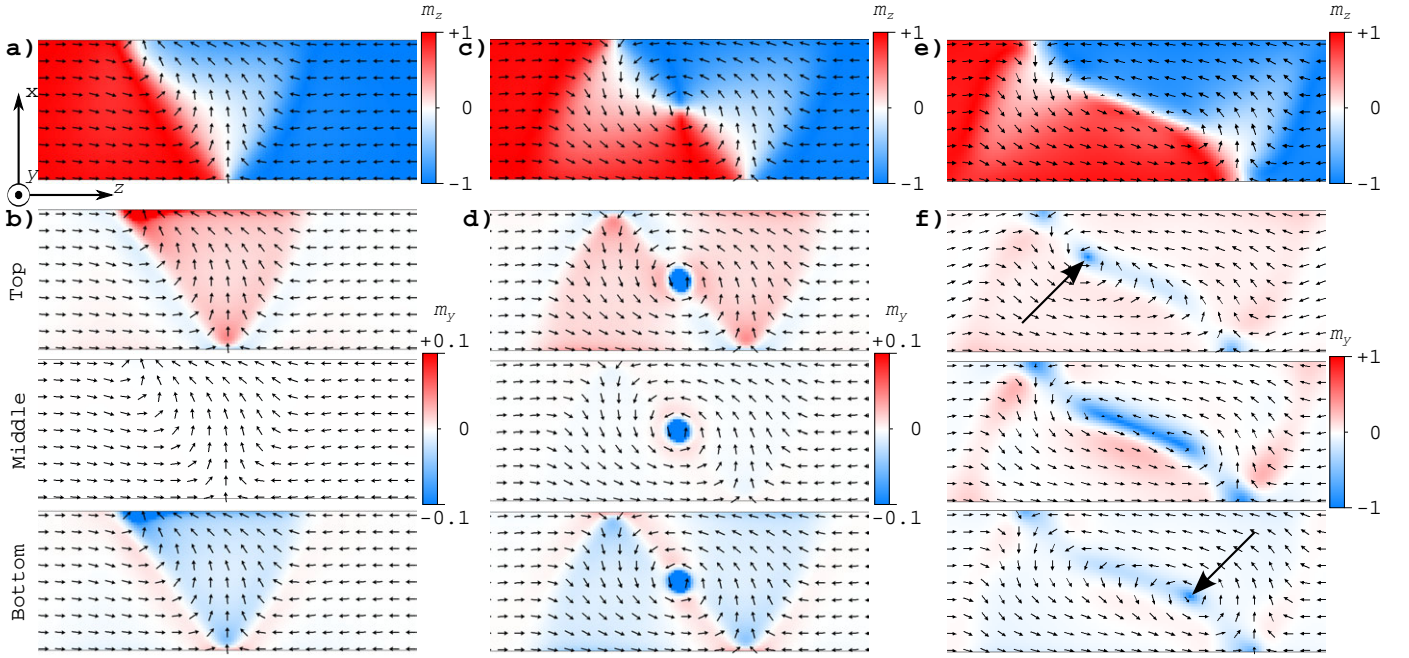 m_z
m_z
m_z
a)
c)
e)
+1
0
−1
+1
0
−1
+1
0
−1
x
y
z
b)
d)
f)
Top
m_y
+0.1
0
−0.1
m_y
+0.1
0
−0.1
m_y
+1
0
−1
Middle
Bottom